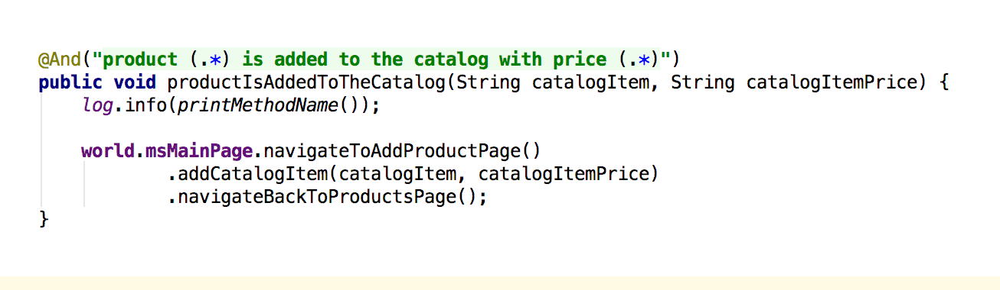 @And("product (.*) is added to the catalog with price (.*)")
public void productIsAddedToTheCatalog(String catalogItem, String catalogItemPrice) {
    log.info(printMethodName());

    world.msMainPage.navigateToAddProductPage()
            .addCatalogItem(catalogItem, catalogItemPrice)
            .navigateBackToProductsPage();
}